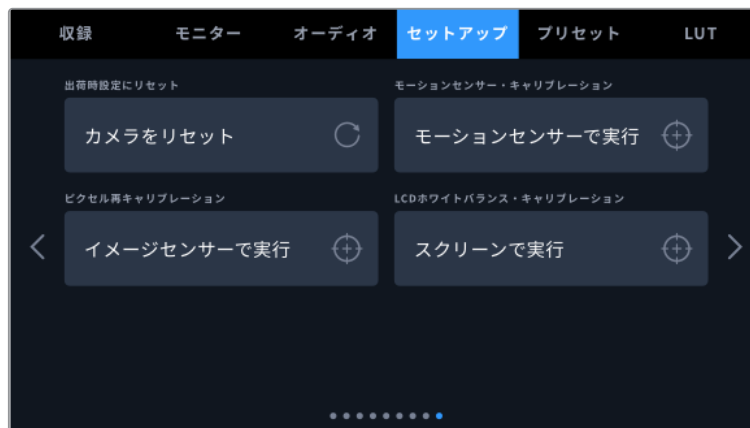 収録 モニター オーディオ セットアップ プリセット LUT
出荷時設定にリセット モーションセンサー・キャリブレーション
カメラをリセット モーションセンサーで実行
ピクセル再キャリブレーション LCDホワイトバランス・キャリブレーション
イメージセンサーで実行 スクリーンで実行